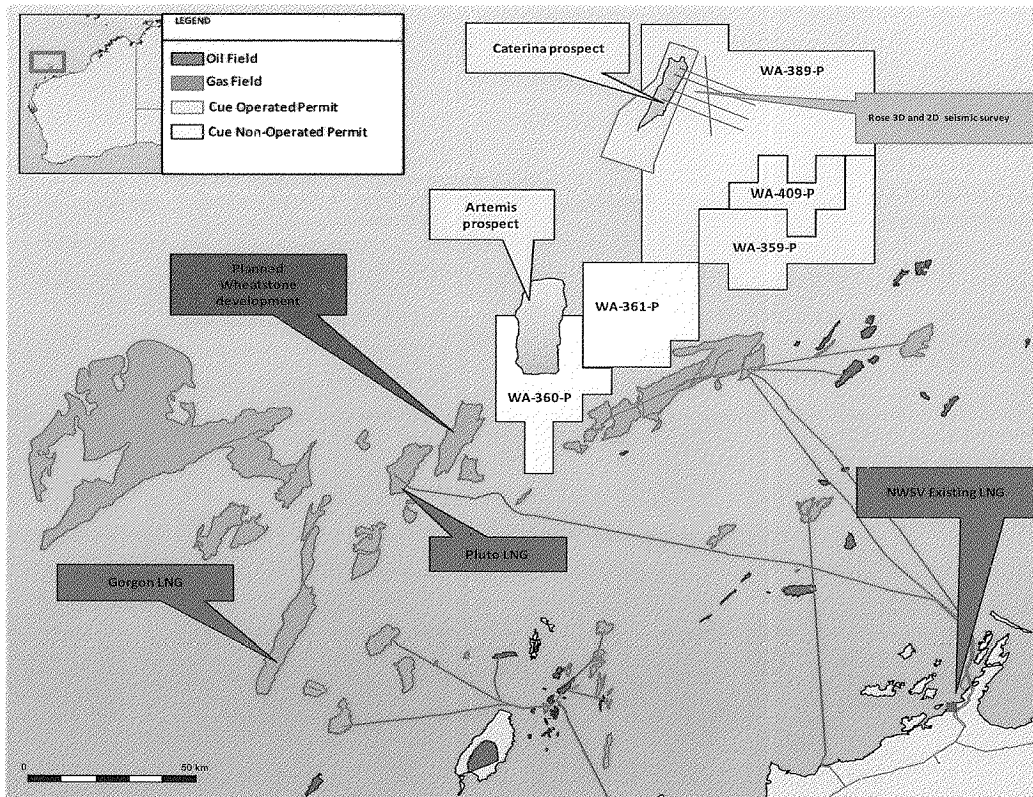 LEGEND
Oil Field
Gas Field
Cue Operated Permit
Cue Non-Operated Permit
Caterina prospect
WA-389-P
Rose 3D and 2D seismic survey
WA-409-P
Artemis
prospect
WA-359-P
Planned
Wheatstone
development
WA-361-P
WA-360-P
NWSV Existing LNG
Pluto LNG
Gorgon LNG
0
50 km